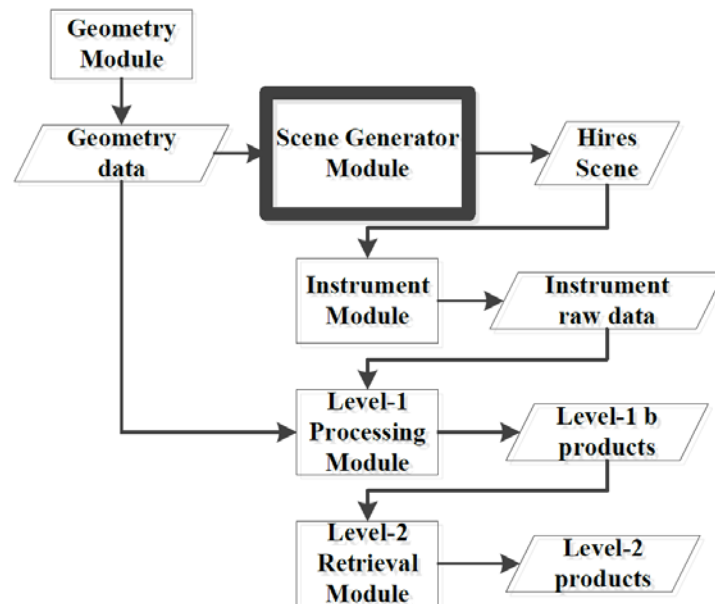 Geometry
Module
Geometry
data
Scene Generator
Module
Hires
Scene
Instrument
Module
Instrument
raw data
Level-1
Processing
Module
Level-1 b
products
Level-2
Retrieval
Module
Level-2
products